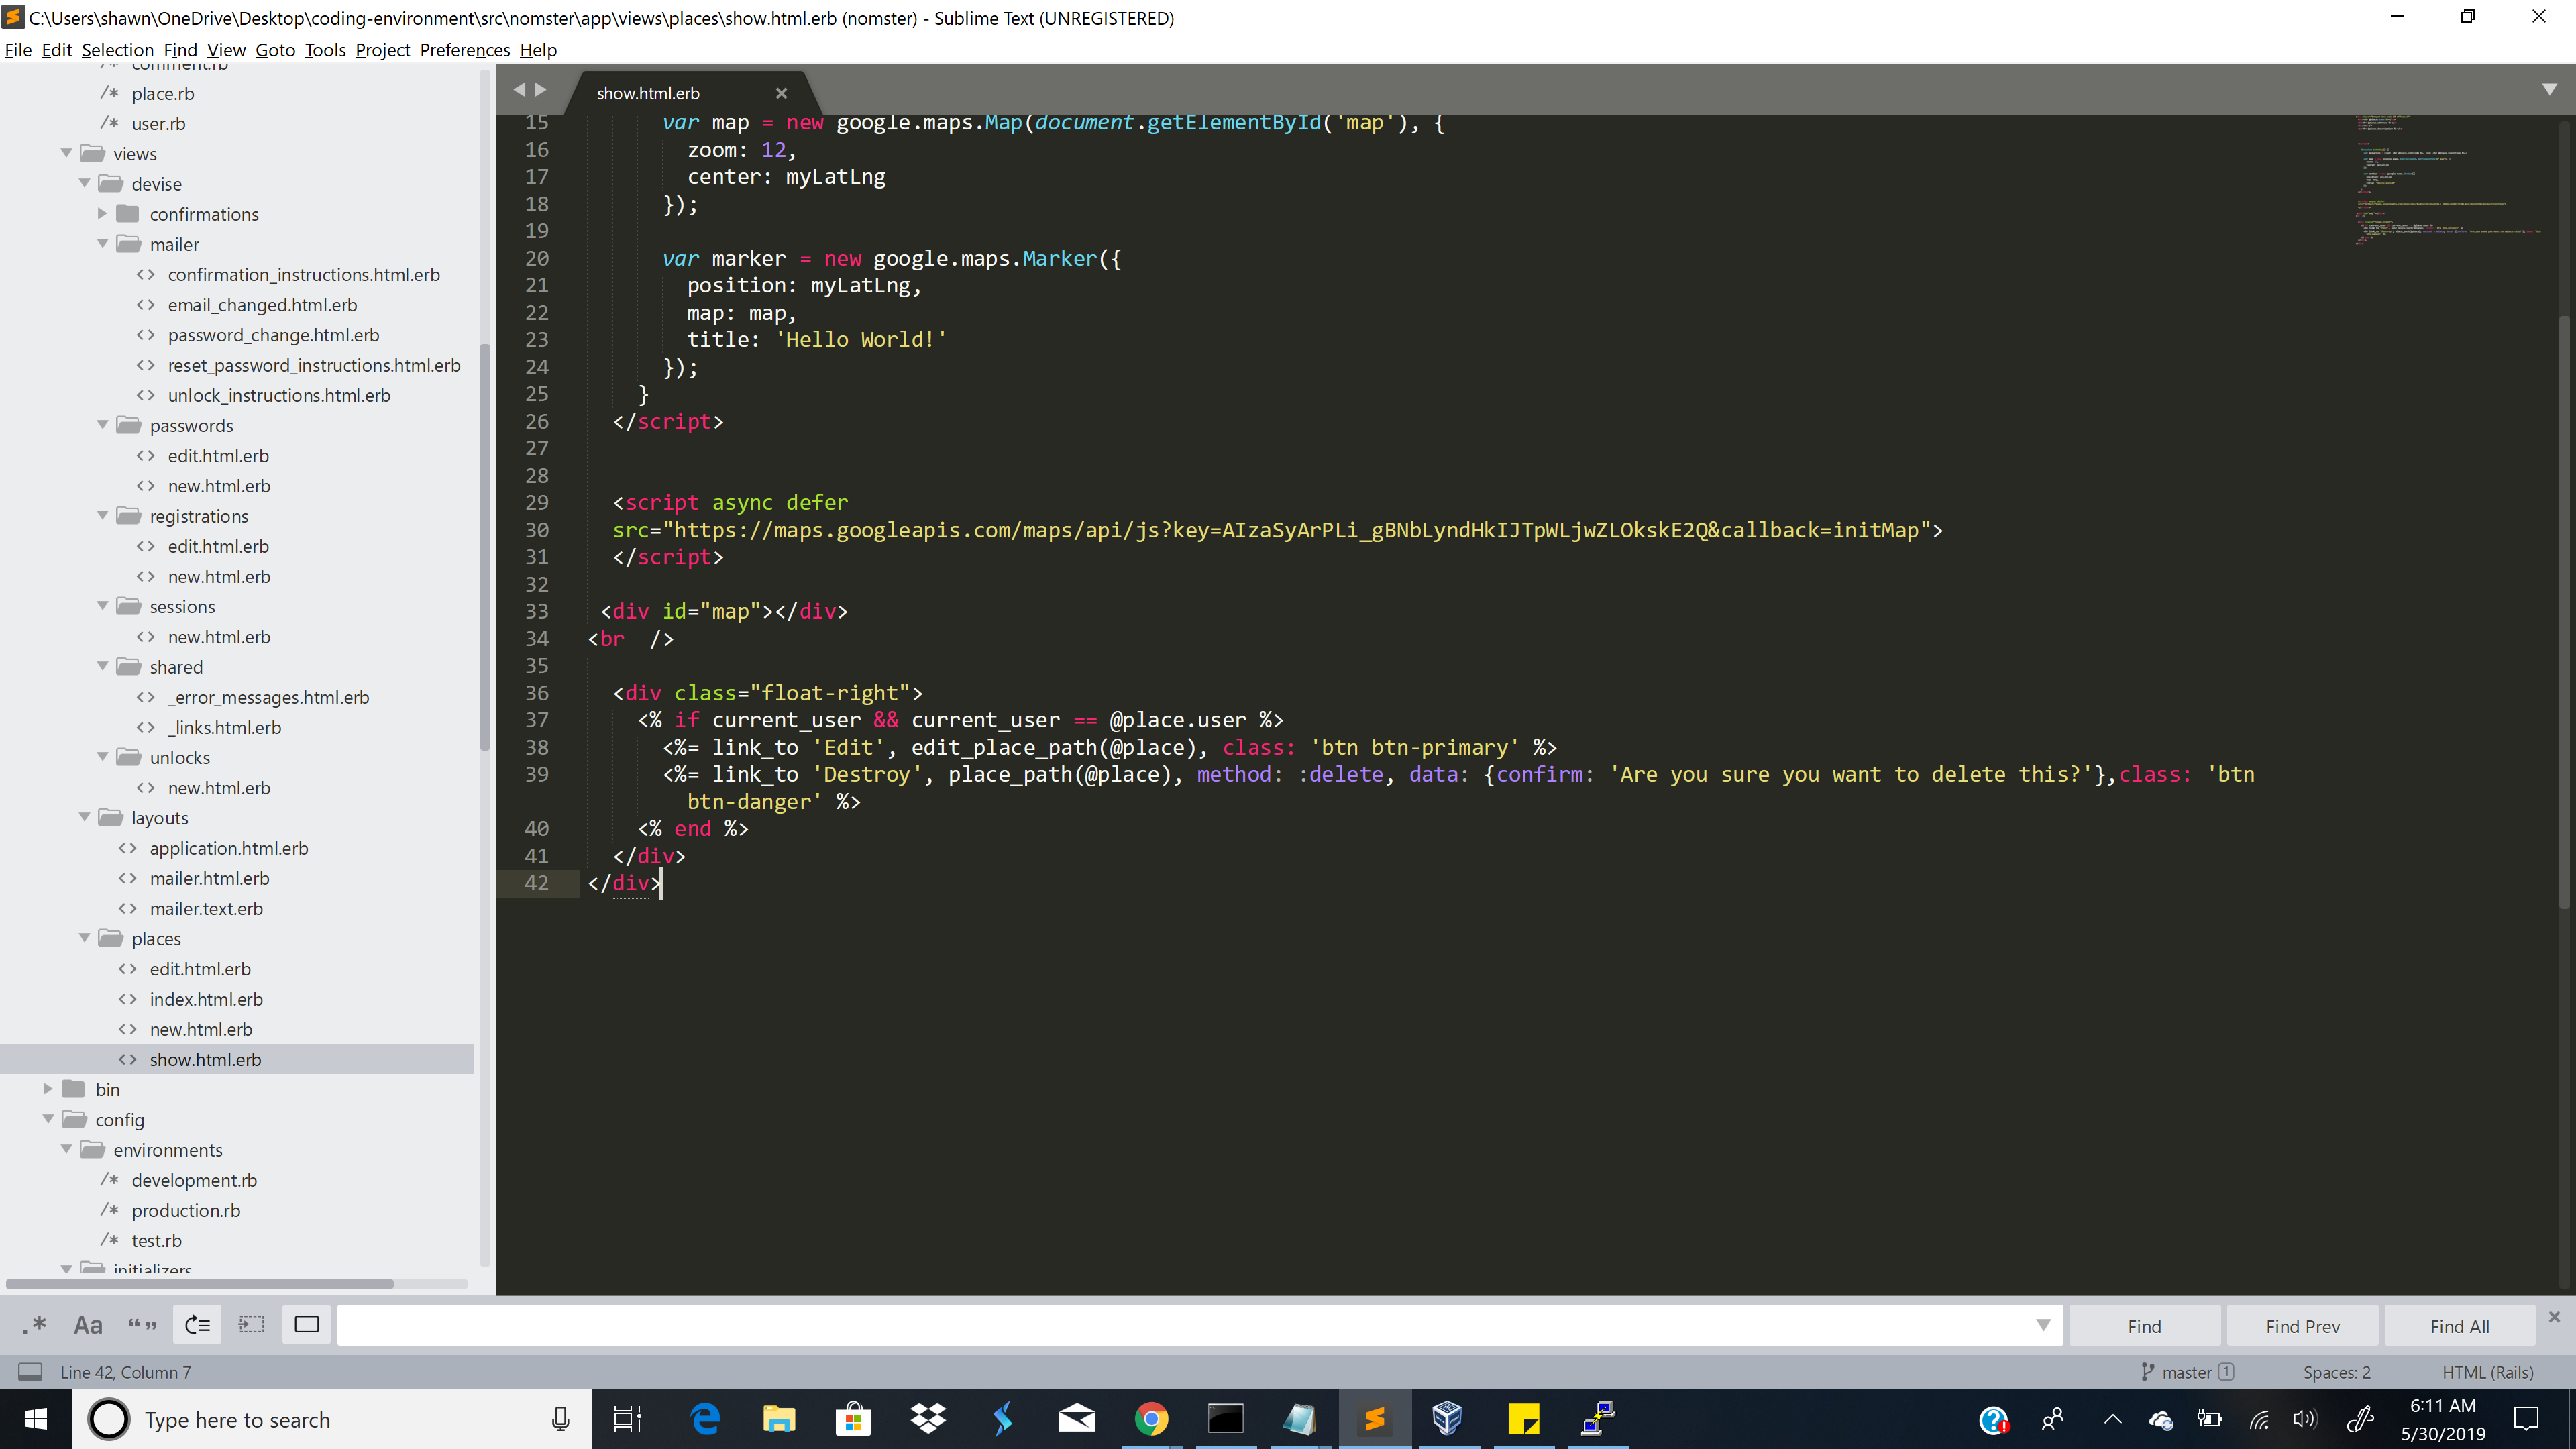 C:\Users\shawn\OneDrive\Desktop\coding-environment\src\nomster\app\views\places\show.html.erb (nomster) - Sublime Text (UNREGISTERED)
File Edit Selection Find View Goto Tools Project Preferences Help
comment.rb
/* place.rb
/* user.rb
views
devise
confirmations
mailer
<> confirmation_instructions.html.erb
<> email_changed.html.erb
<> password_change.html.erb
<> reset_password_instructions.html.erb
<> unlock_instructions.html.erb
passwords
<> edit.html.erb
<> new.html.erb
registrations
<> edit.html.erb
<> new.html.erb
sessions
<> new.html.erb
shared
<> _error_messages.html.erb
<> _links.html.erb
unlocks
<> new.html.erb
layouts
<> application.html.erb
<> mailer.html.erb
<> mailer.text.erb
places
<> edit.html.erb
<> index.html.erb
<> new.html.erb
<> show.html.erb
bin
config
environments
/* development.rb
/* production.rb
/* test.rb
initializers
show.html.erb
15 var map = new google.maps.Map(document.getElementById('map'), {
16 zoom: 12,
17 center: myLatLng
18 });
19
20 var marker = new google.maps.Marker({
21 position: myLatLng,
22 map: map,
23 title: 'Hello World!'
24 });
25 }
26 </script>
27
28
29 <script async defer
30 src="https://maps.googleapis.com/maps/api/js?key=AIzaSyArPLi_gBNbLyndHkIJTpWLjwZLOkskE2Q&callback=initMap">
31 </script>
32
33 <div id="map"></div>
34 <br  />
35
36 <div class="float-right">
37 <% if current_user && current_user == @place.user %>
38 <%= link_to 'Edit', edit_place_path(@place), class: 'btn btn-primary' %>
39 <%= link_to 'Destroy', place_path(@place), method: :delete, data: {confirm: 'Are you sure you want to delete this?'},class: 'btn
btn-danger' %>
40 <% end %>
41 </div>
42 </div>
.* Aa “ ” Find Find Prev Find All
Line 42, Column 7 master 1 Spaces: 2 HTML (Rails)
Type here to search
6:11 AM
5/30/2019